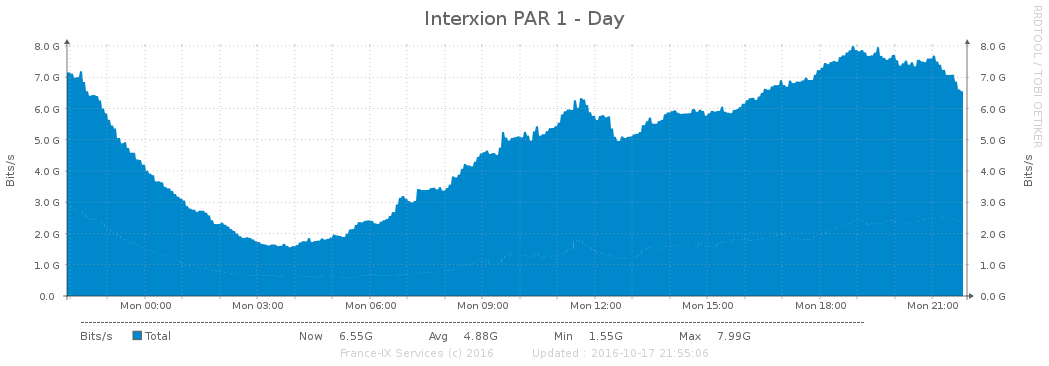 Interxion PAR 1 - Day
RRDTOOL / TOBI OETIKER
Bits/s
8.0 G 8.0 G
7.0 G 7.0 G
6.0 G 6.0 G
5.0 G 5.0 G
4.0 G 4.0 G
3.0 G 3.0 G
2.0 G 2.0 G
1.0 G 1.0 G
0.0 0.0 G
Bits/s
Mon 00:00 Mon 03:00 Mon 06:00 Mon 09:00 Mon 12:00 Mon 15:00 Mon 18:00 Mon 21:00
Bits/s Total Now 6.55G Avg 4.88G Min 1.55G Max 7.99G
France-IX Services (c) 2016 Updated : 2016-10-17 21:55:06